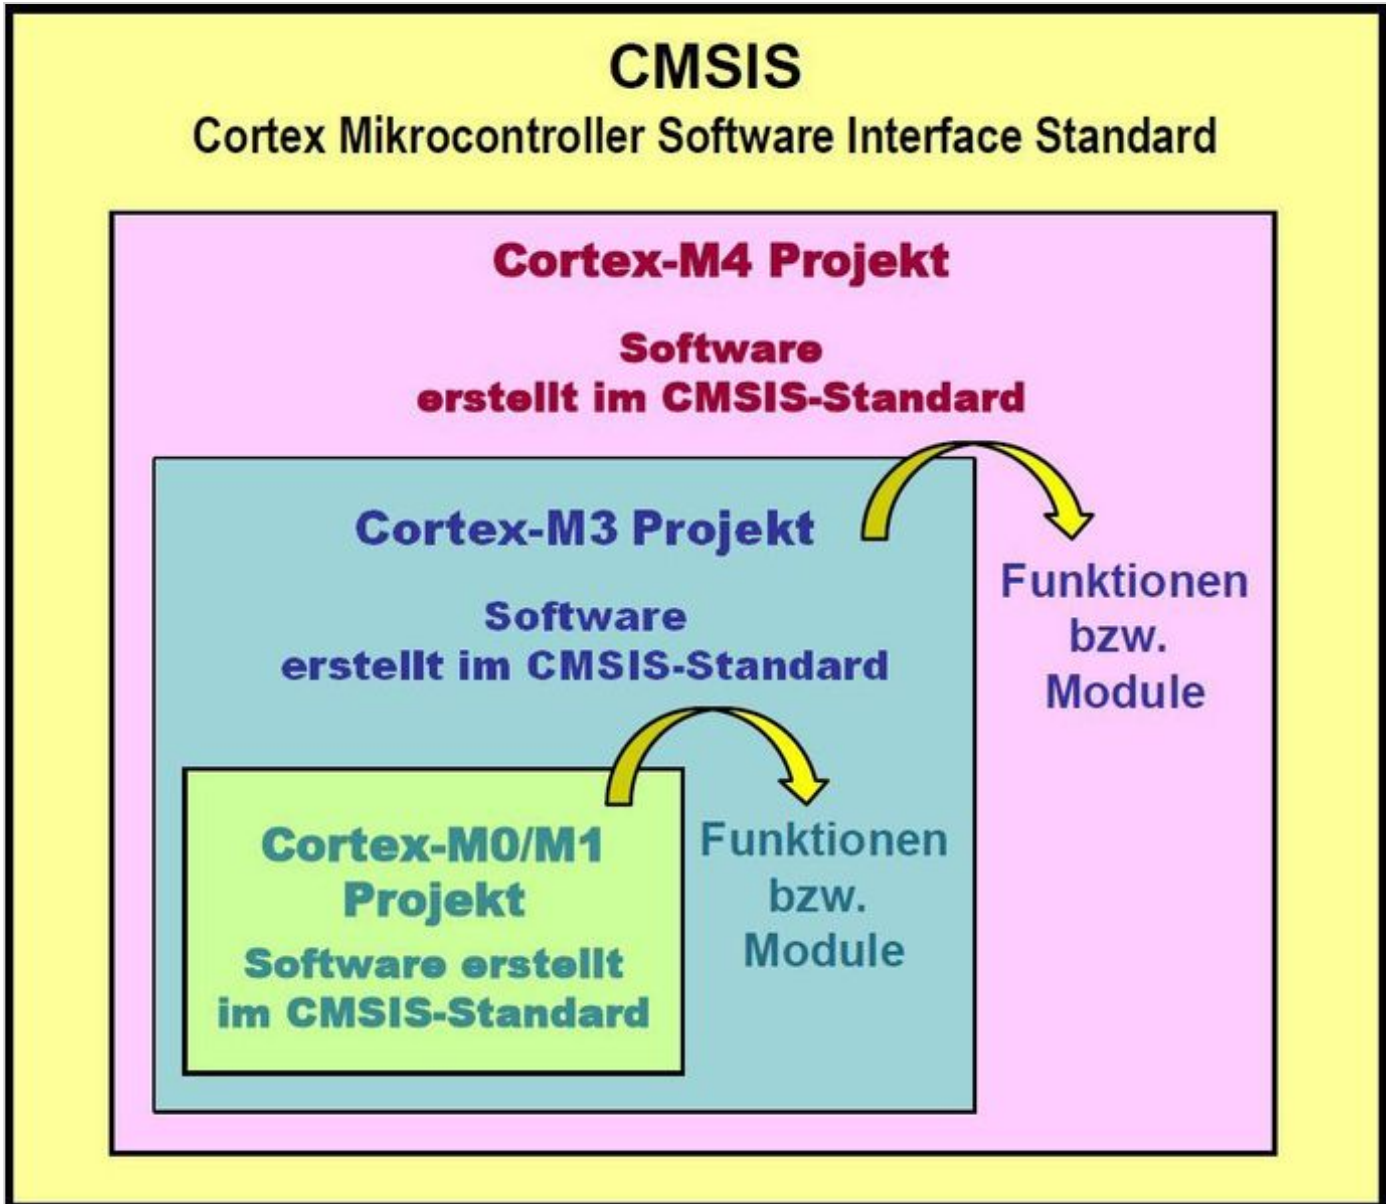 CMSIS
Cortex Mikrocontroller Software Interface Standard
Cortex-M4 Projekt
Software
erstellt im CMSIS-Standard
Cortex-M3 Projekt
Software
erstellt im CMSIS-Standard
Funktionen
bzw.
Module
Cortex-M0/M1
Projekt
Software erstellt
im CMSIS-Standard
Funktionen
bzw.
Module